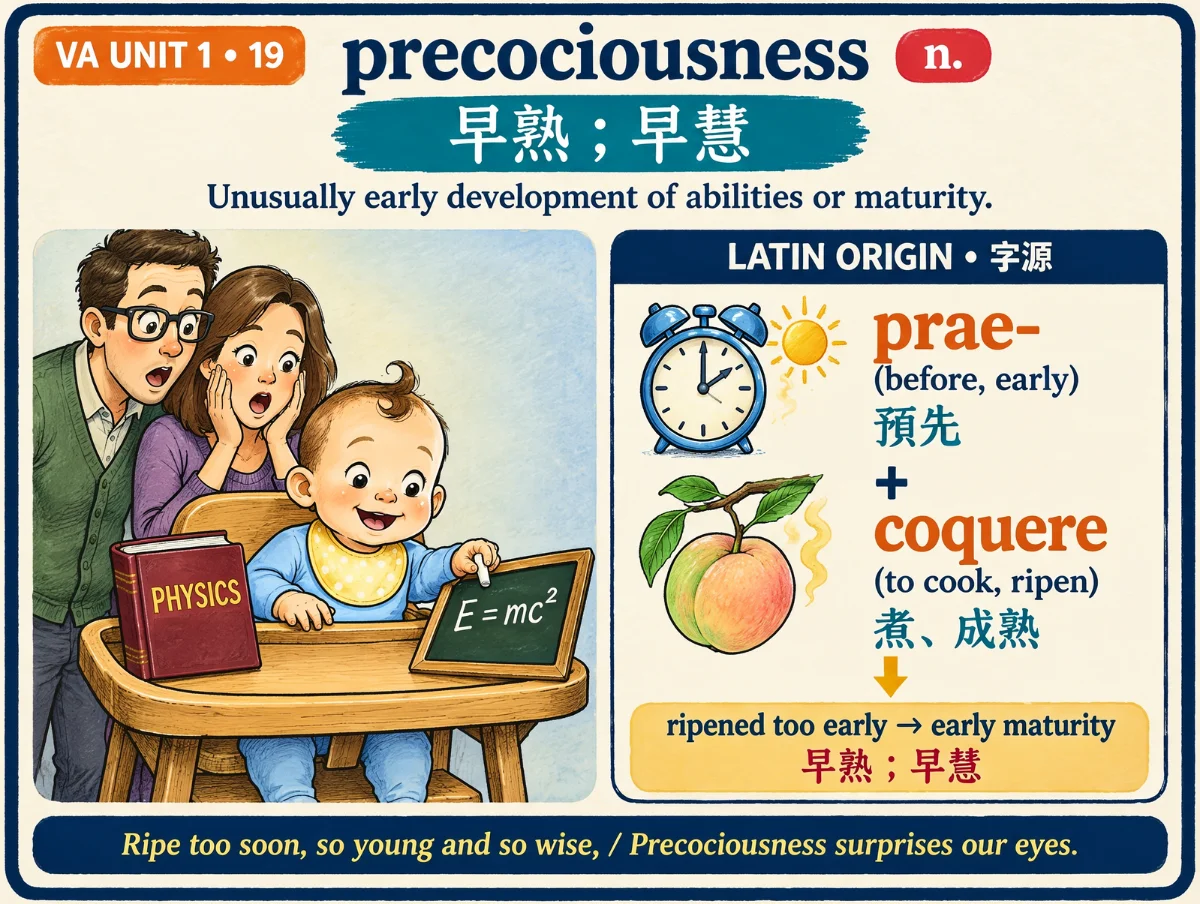 VA UNIT 1 • 19
precociousness
n.
早熟；早慧
Unusually early development of abilities or maturity.
PHYSICS
E = mc²
LATIN ORIGIN • 字源
prae-
(before, early)
預先
+
coquere
(to cook, ripen)
煮、成熟
ripened too early → early maturity
早熟；早慧
Ripe too soon, so young and so wise, / Precociousness surprises our eyes.